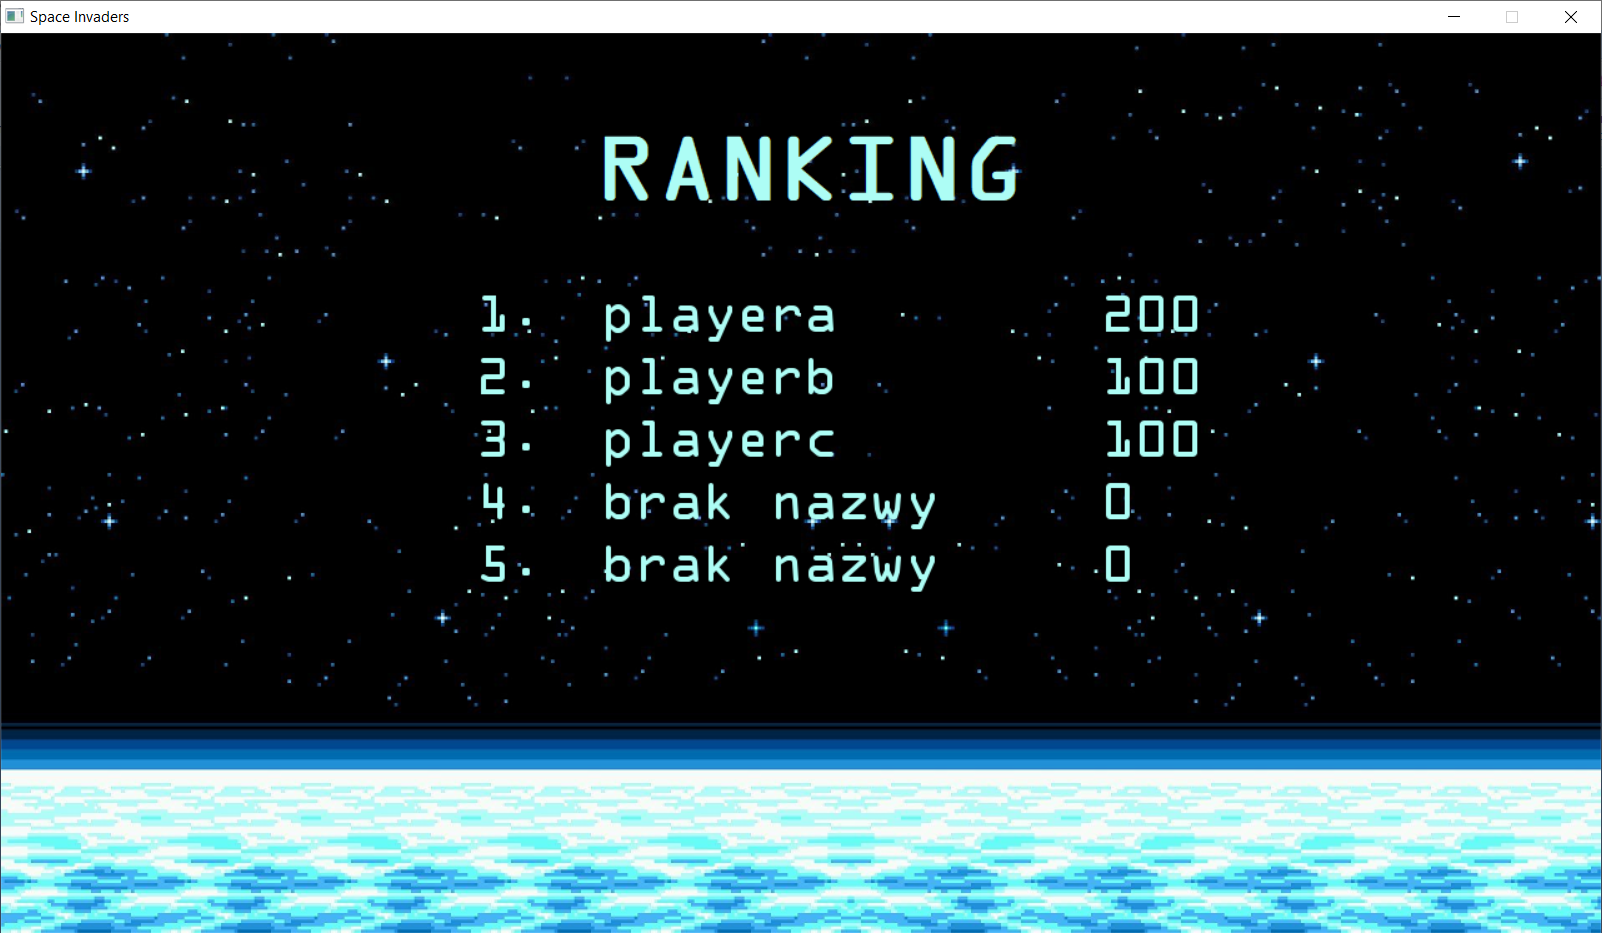 Space Invaders
RANKING
1. playera 200
2. playerb 100
3. playerc 100
4. brak nazwy 0
5. brak nazwy 0